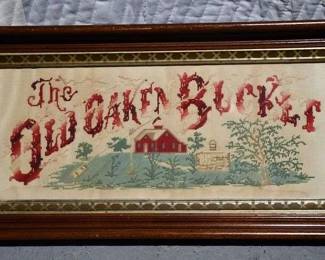 The
OLD OAKEN BUCKET